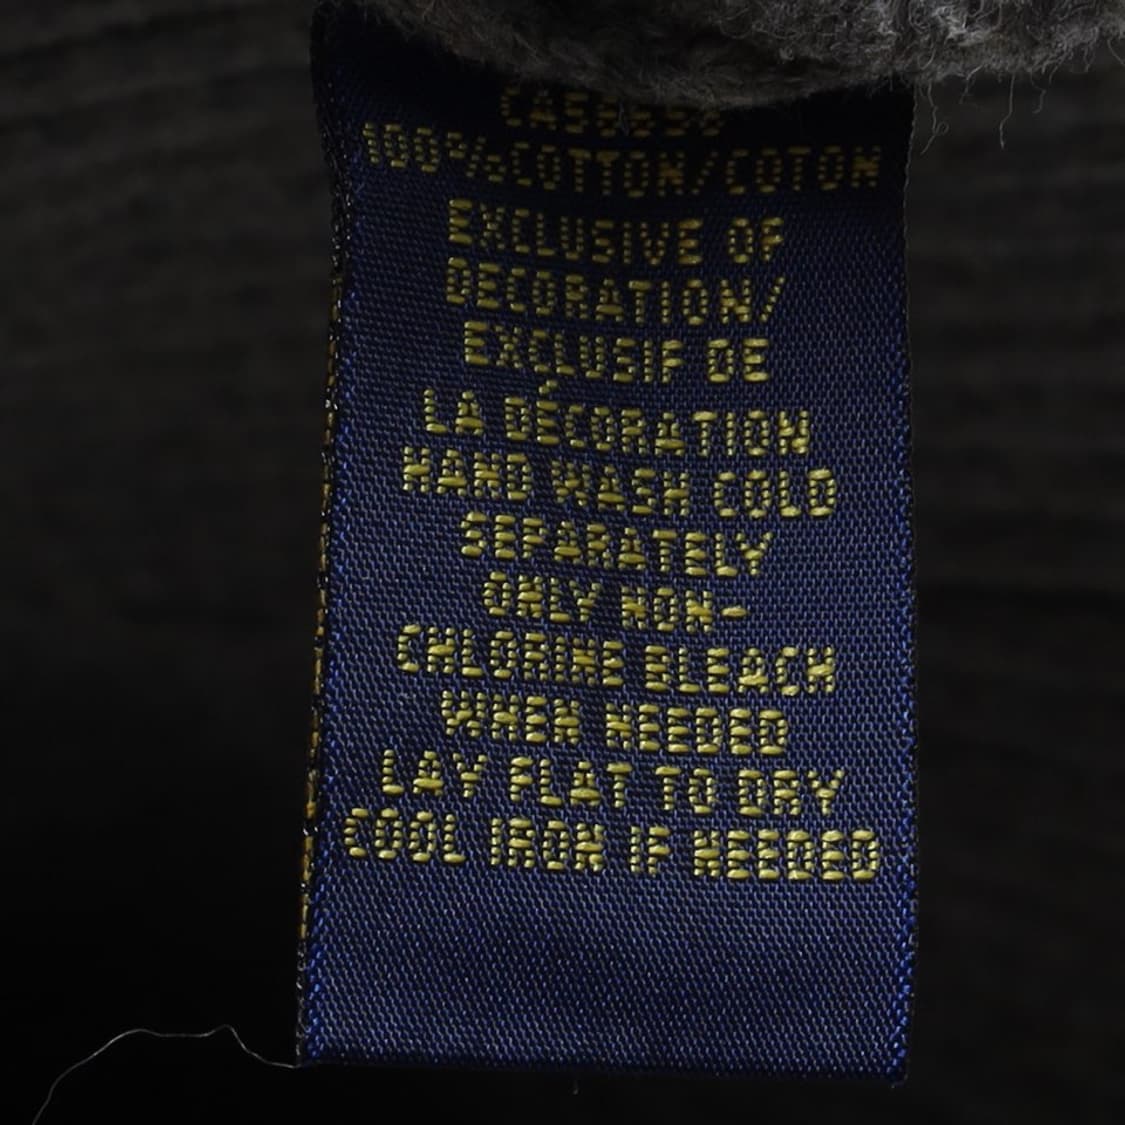 100%COTTON/COTON
EXCLUSIVE OF
DECORATION/
EXCLUSIF DE
LA DÉCORATION
HAND WASH COLD
SEPARATELY
ONLY NON-
CHLORINE BLEACH
WHEN NEEDED
LAY FLAT TO DRY
COOL IRON IF NEEDED